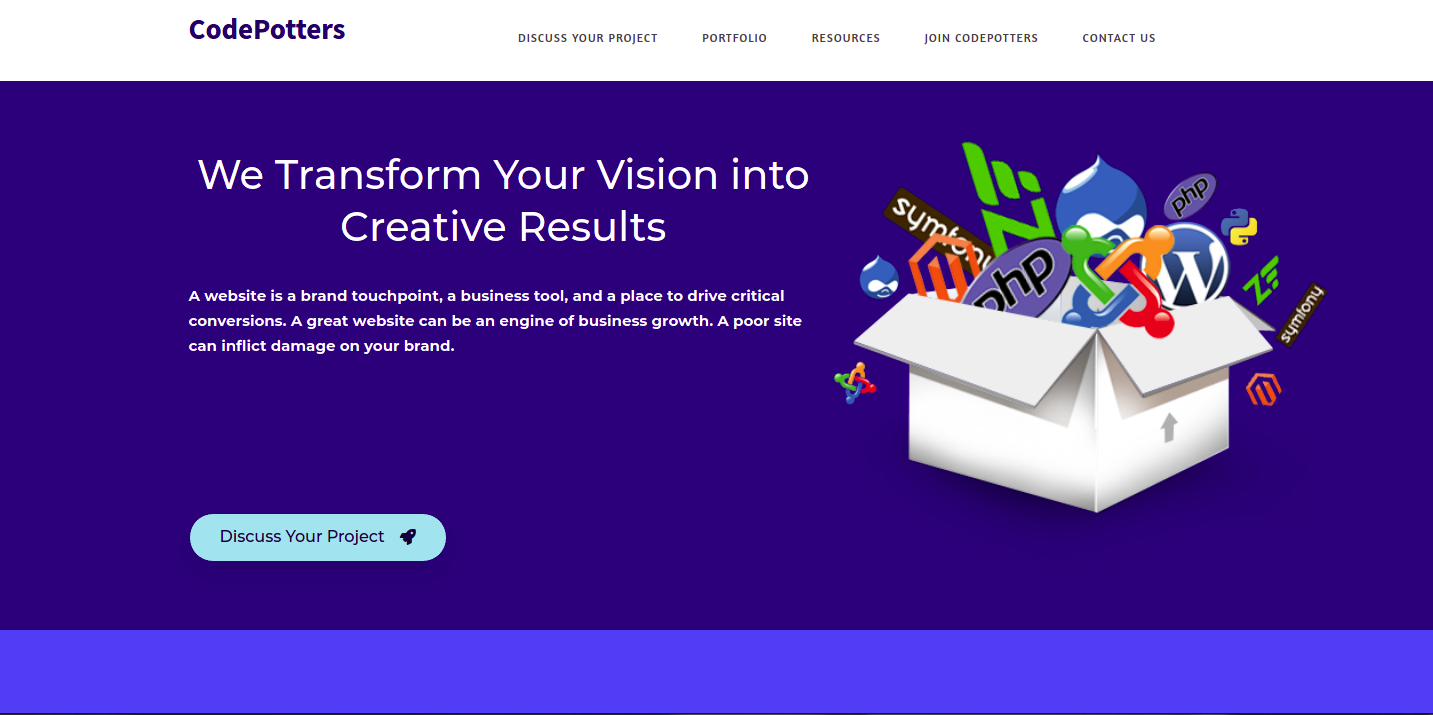 CodePotters
DISCUSS YOUR PROJECT PORTFOLIO RESOURCES JOIN CODEPOTTERS CONTACT US
We Transform Your Vision into
Creative Results
A website is a brand touchpoint, a business tool, and a place to drive critical
conversions. A great website can be an engine of business growth. A poor site
can inflict damage on your brand.
Discuss Your Project
symfony
php
php
W
symfony